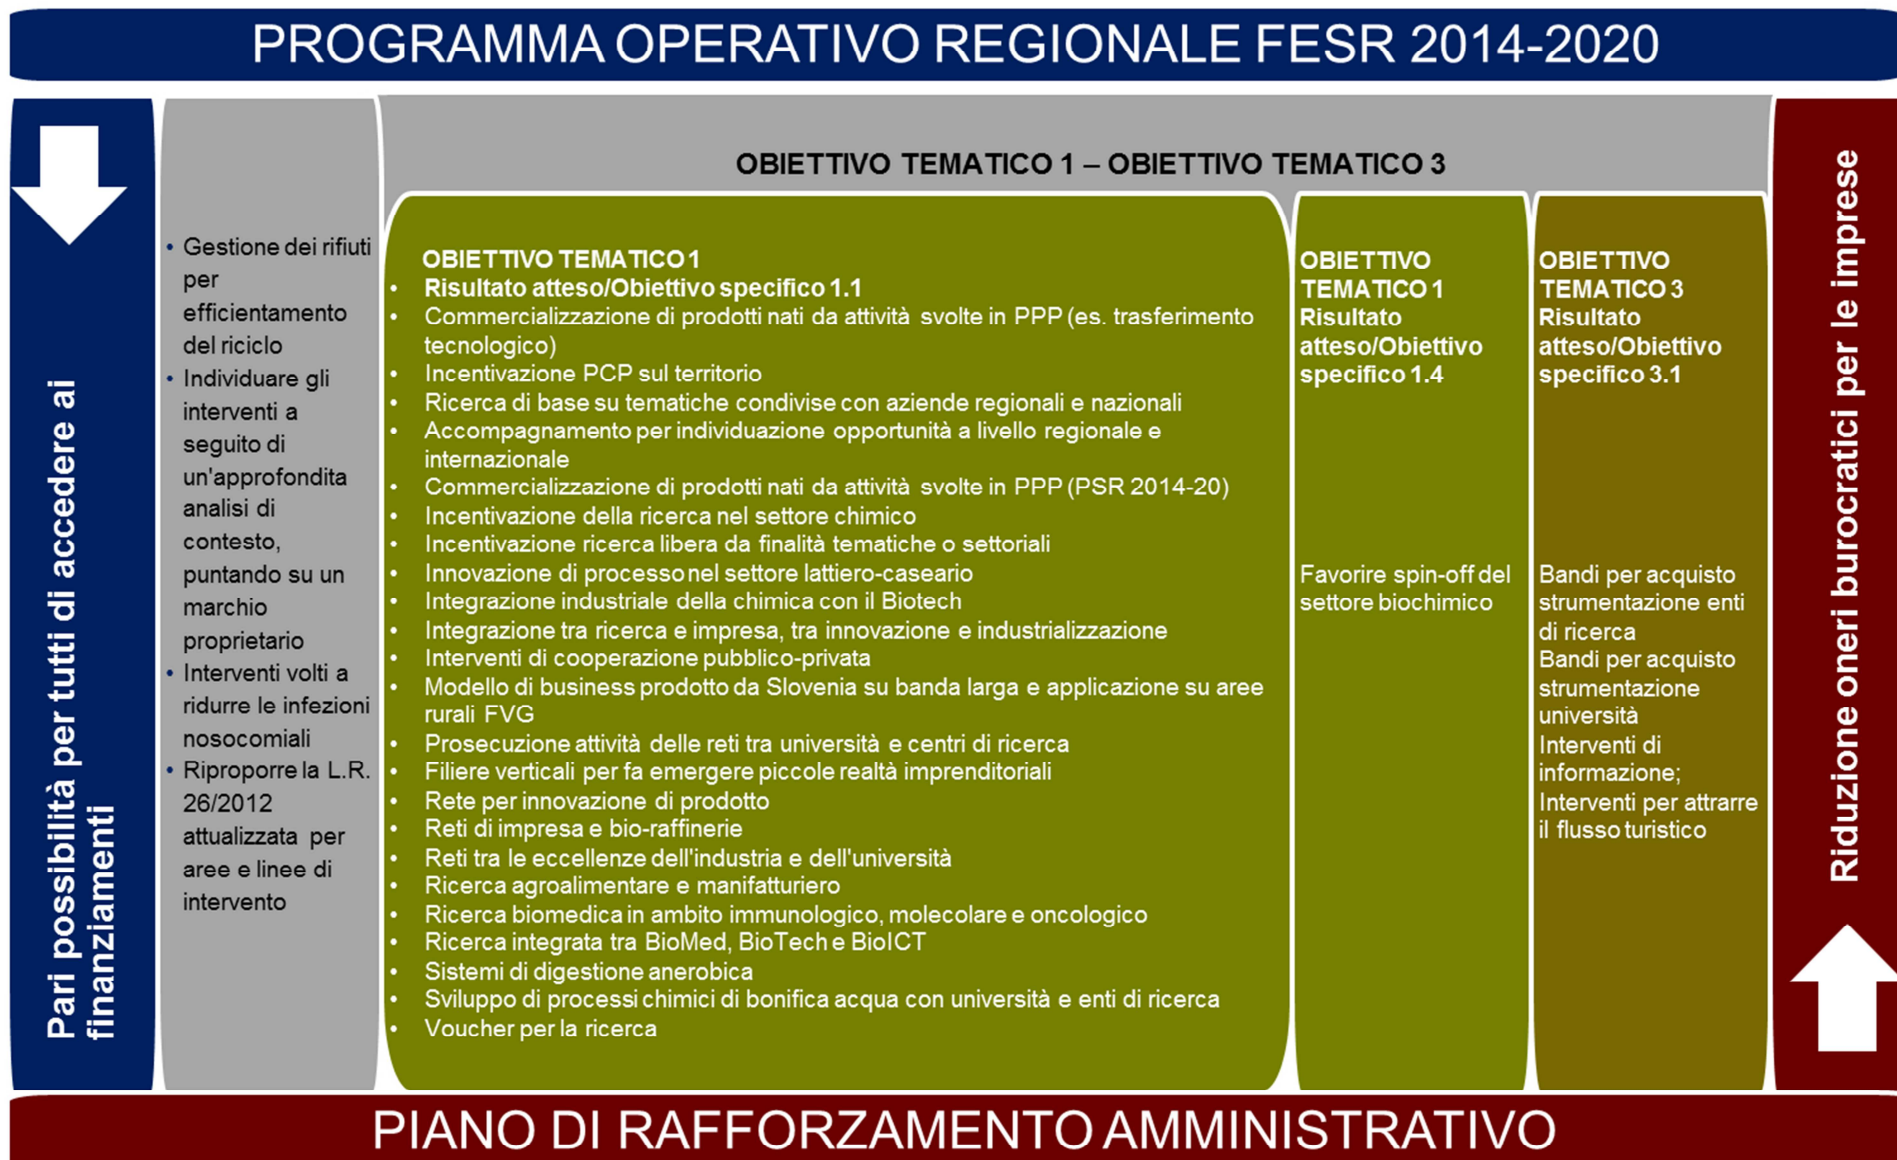 PROGRAMMA OPERATIVO REGIONALE FESR 2014-2020
Pari possibilità per tutti di accedere ai
finanziamenti
• Gestione dei rifiuti
per
efficientamento
del riciclo
• Individuare gli
interventi a
seguito di
un'approfondita
analisi di
contesto,
puntando su un
marchio
proprietario
• Interventi volti a
ridurre le infezioni
nosocomiali
• Riproporre la L.R.
26/2012
attualizzata per
aree e linee di
intervento
OBIETTIVO TEMATICO 1 – OBIETTIVO TEMATICO 3
OBIETTIVO TEMATICO 1
• Risultato atteso/Obiettivo specifico 1.1
• Commercializzazione di prodotti nati da attività svolte in PPP (es. trasferimento
tecnologico)
• Incentivazione PCP sul territorio
• Ricerca di base su tematiche condivise con aziende regionali e nazionali
• Accompagnamento per individuazione opportunità a livello regionale e
internazionale
• Commercializzazione di prodotti nati da attività svolte in PPP (PSR 2014-20)
• Incentivazione della ricerca nel settore chimico
• Incentivazione ricerca libera da finalità tematiche o settoriali
• Innovazione di processo nel settore lattiero-caseario
• Integrazione industriale della chimica con il Biotech
• Integrazione tra ricerca e impresa, tra innovazione e industrializzazione
• Interventi di cooperazione pubblico-privata
• Modello di business prodotto da Slovenia su banda larga e applicazione su aree
rurali FVG
• Prosecuzione attività delle reti tra università e centri di ricerca
• Filiere verticali per fa emergere piccole realtà imprenditoriali
• Rete per innovazione di prodotto
• Reti di impresa e bio-raffinerie
• Reti tra le eccellenze dell'industria e dell'università
• Ricerca agroalimentare e manifatturiero
• Ricerca biomedica in ambito immunologico, molecolare e oncologico
• Ricerca integrata tra BioMed, BioTech e BioICT
• Sistemi di digestione anerobica
• Sviluppo di processi chimici di bonifica acqua con università e enti di ricerca
• Voucher per la ricerca
OBIETTIVO
TEMATICO 1
Risultato
atteso/Obiettivo
specifico 1.4
Favorire spin-off del
settore biochimico
OBIETTIVO
TEMATICO 3
Risultato
atteso/Obiettivo
specifico 3.1
Bandi per acquisto
strumentazione enti
di ricerca
Bandi per acquisto
strumentazione
università
Interventi di
informazione;
Interventi per attrarre
il flusso turistico
Riduzione oneri burocratici per le imprese
PIANO DI RAFFORZAMENTO AMMINISTRATIVO